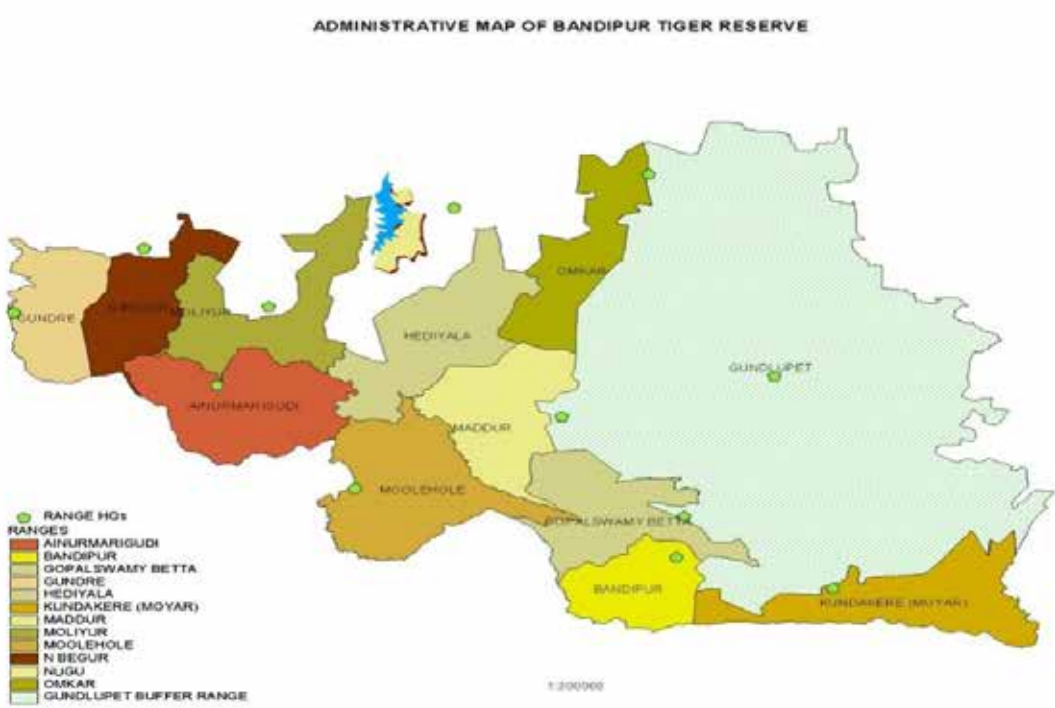 ADMINISTRATIVE MAP OF BANDIPUR TIGER RESERVE
OMKAR
GUNDRE
N BEGUR
MOLIYUR
HEDIYALA
GUNDLUPET
AINURMARIGUDI
MADDUR
MOOLEHOLE
GOPALSWAMY BETTA
BANDIPUR
KUNDAKERE (MOYAR)
RANGE HQs
RANGES
AINURMARIGUDI
BANDIPUR
GOPALSWAMY BETTA
GUNDRE
HEDIYALA
KUNDAKERE (MOYAR)
MADDUR
MOLIYUR
MOOLEHOLE
N BEGUR
NUGU
OMKAR
GUNDLUPET BUFFER RANGE
1:200000